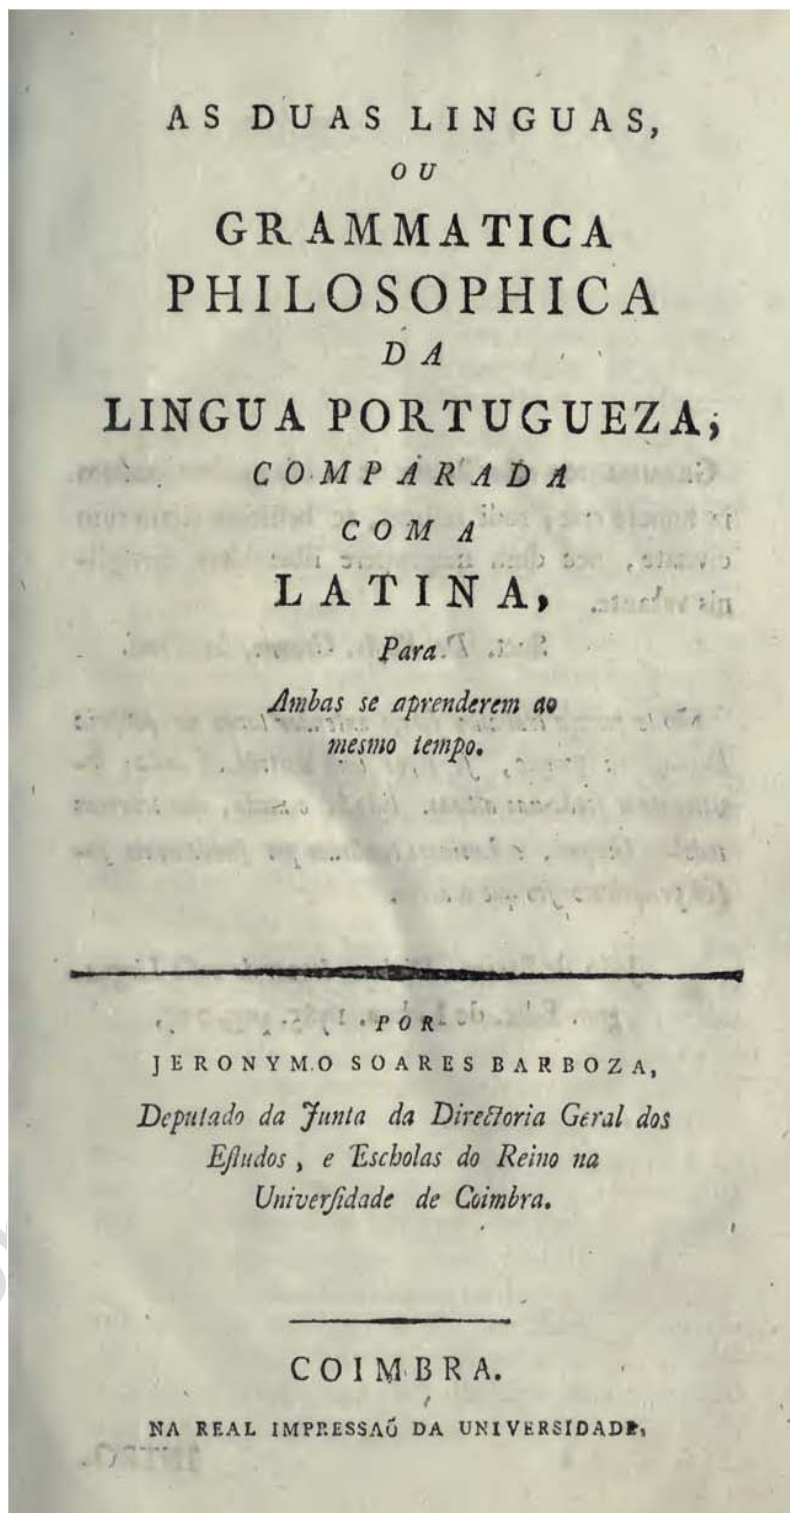 AS DUAS LINGUAS,
OU
GRAMMATICA
PHILOSOPHICA
DA
LINGUA PORTUGUEZA,
COMPARADA
COM A
LATINA,
Para
Ambas se aprenderem ao
mesmo tempo.
POR
JERONYMO SOARES BARBOZA,
Deputado da Junta da Directoria Geral dos
Eſtudos, e Escholas do Reino na
Univerſidade de Coimbra.
COIMBRA.
NA REAL IMPRESSAÕ DA UNIVERSIDADE,